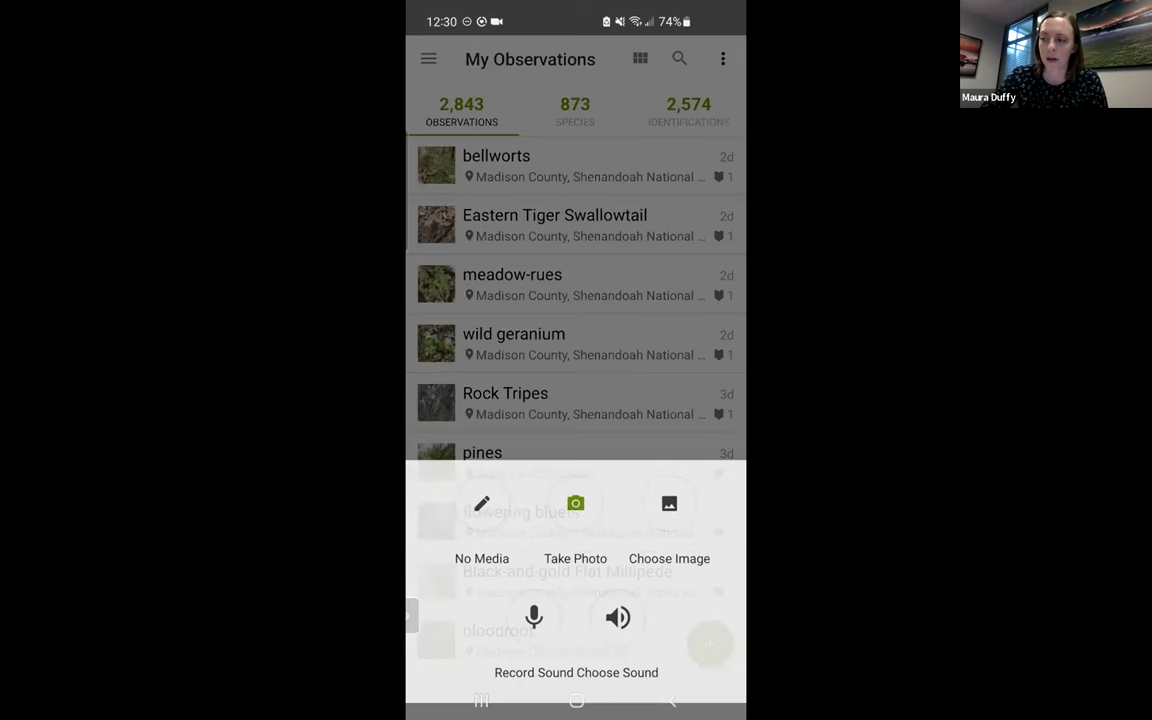 12:30 74%
My Observations
2,843 873 2,574
OBSERVATIONS SPECIES IDENTIFICATIONS
bellworts 2d
Madison County, Shenandoah National ... 1
Eastern Tiger Swallowtail 2d
Madison County, Shenandoah National ... 1
meadow-rues 2d
Madison County, Shenandoah National ... 1
wild geranium 2d
Madison County, Shenandoah National ... 1
Rock Tripes 3d
Madison County, Shenandoah National ... 1
pines 3d
flowering bluets
No Media Take Photo Choose Image
Black-and-gold Flat Millipede
bloodroot
Record Sound Choose Sound
Maura Duffy